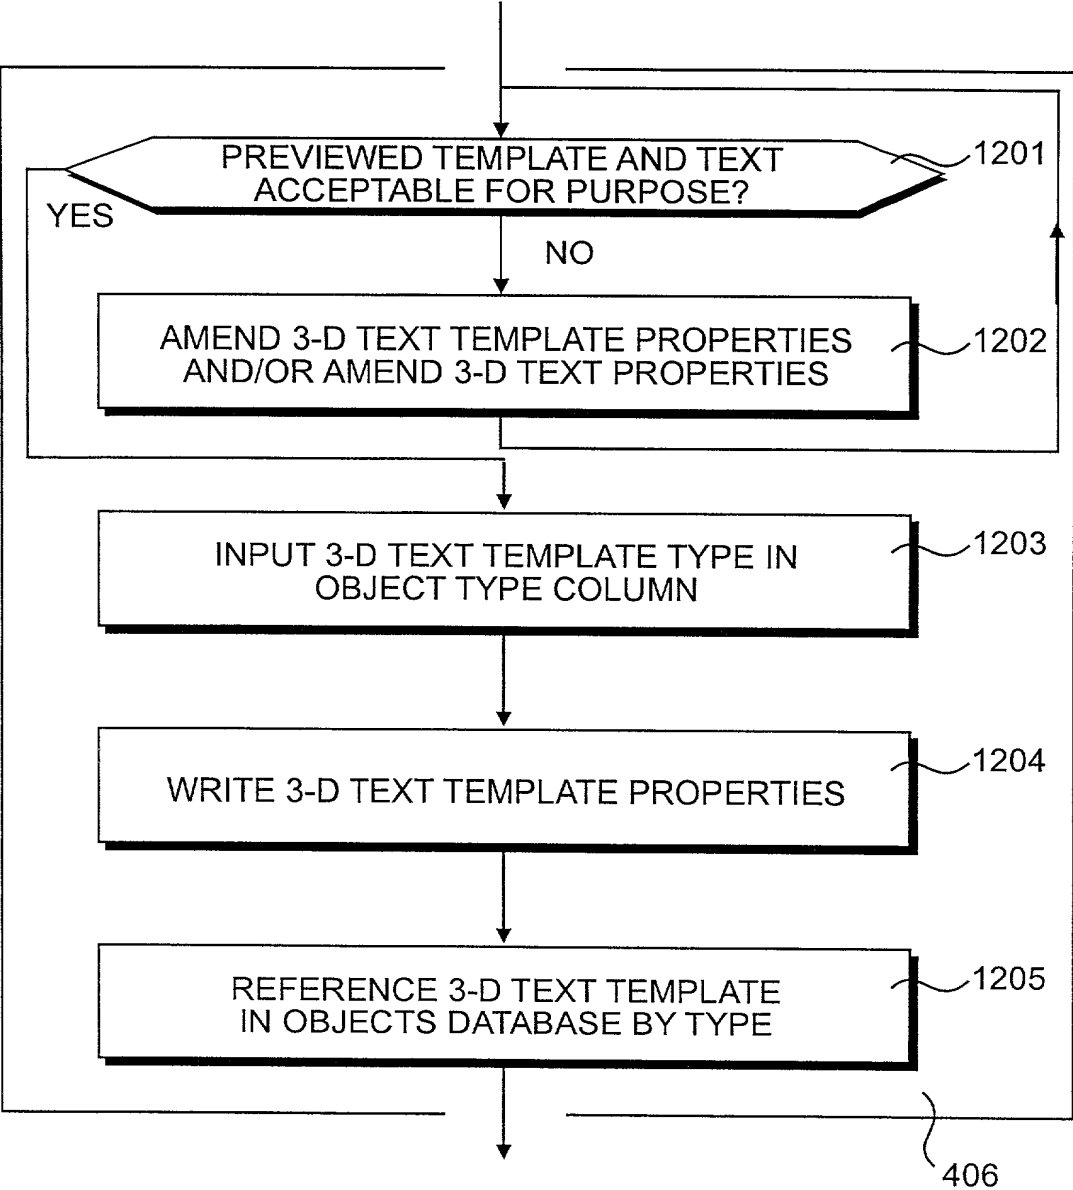 PREVIEWED TEMPLATE AND TEXT
ACCEPTABLE FOR PURPOSE?
1201
YES
NO
AMEND 3-D TEXT TEMPLATE PROPERTIES
AND/OR AMEND 3-D TEXT PROPERTIES
1202
INPUT 3-D TEXT TEMPLATE TYPE IN
OBJECT TYPE COLUMN
1203
WRITE 3-D TEXT TEMPLATE PROPERTIES
1204
REFERENCE 3-D TEXT TEMPLATE
IN OBJECTS DATABASE BY TYPE
1205
406